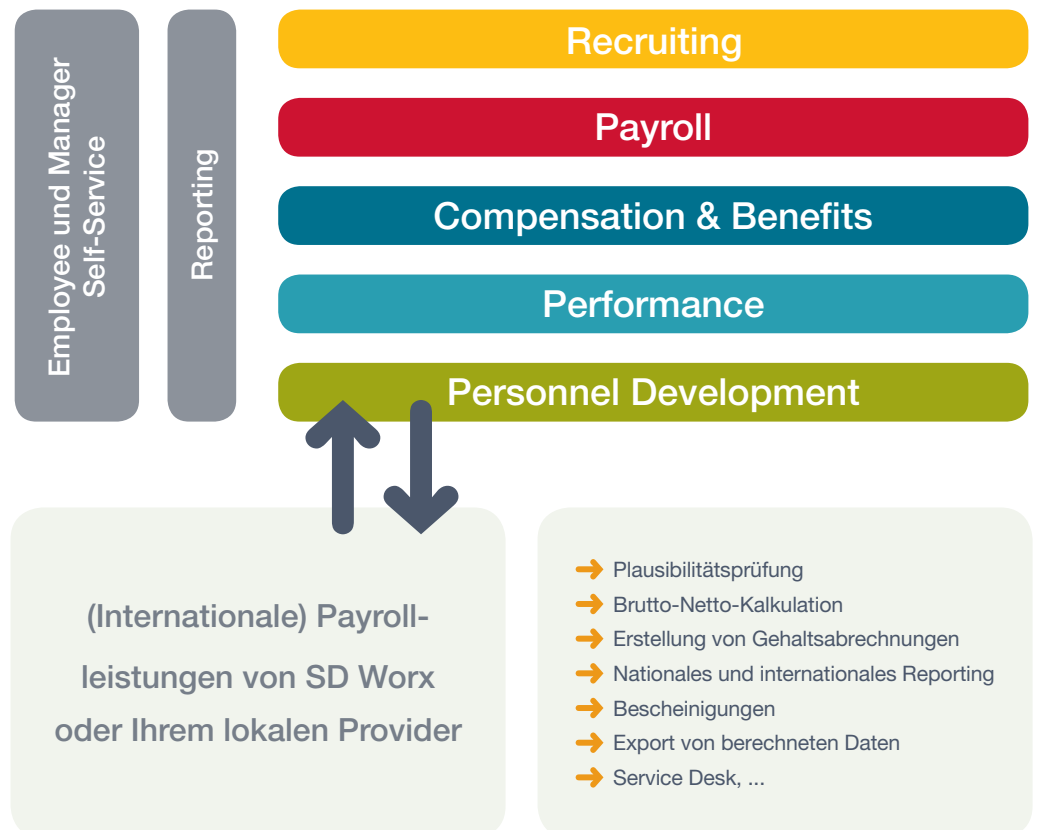 Employee und Manager
Self-Service
Reporting
Recruiting
Payroll
Compensation & Benefits
Performance
Personnel Development
(Internationale) Payroll-
leistungen von SD Worx
oder Ihrem lokalen Provider
Plausibilitätsprüfung
Brutto-Netto-Kalkulation
Erstellung von Gehaltsabrechnungen
Nationales und internationales Reporting
Bescheinigungen
Export von berechneten Daten
Service Desk, ...